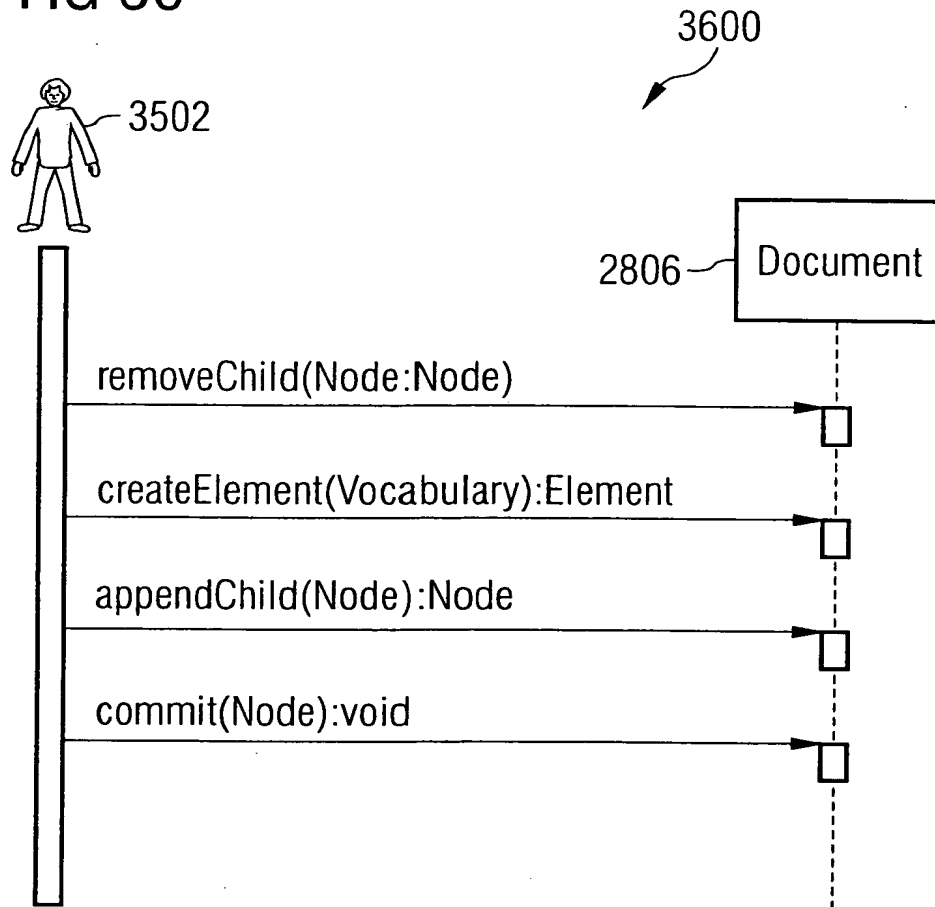 3600
3502
2806
Document
removeChild(Node:Node)
createElement(Vocabulary):Element
appendChild(Node):Node
commit(Node):void